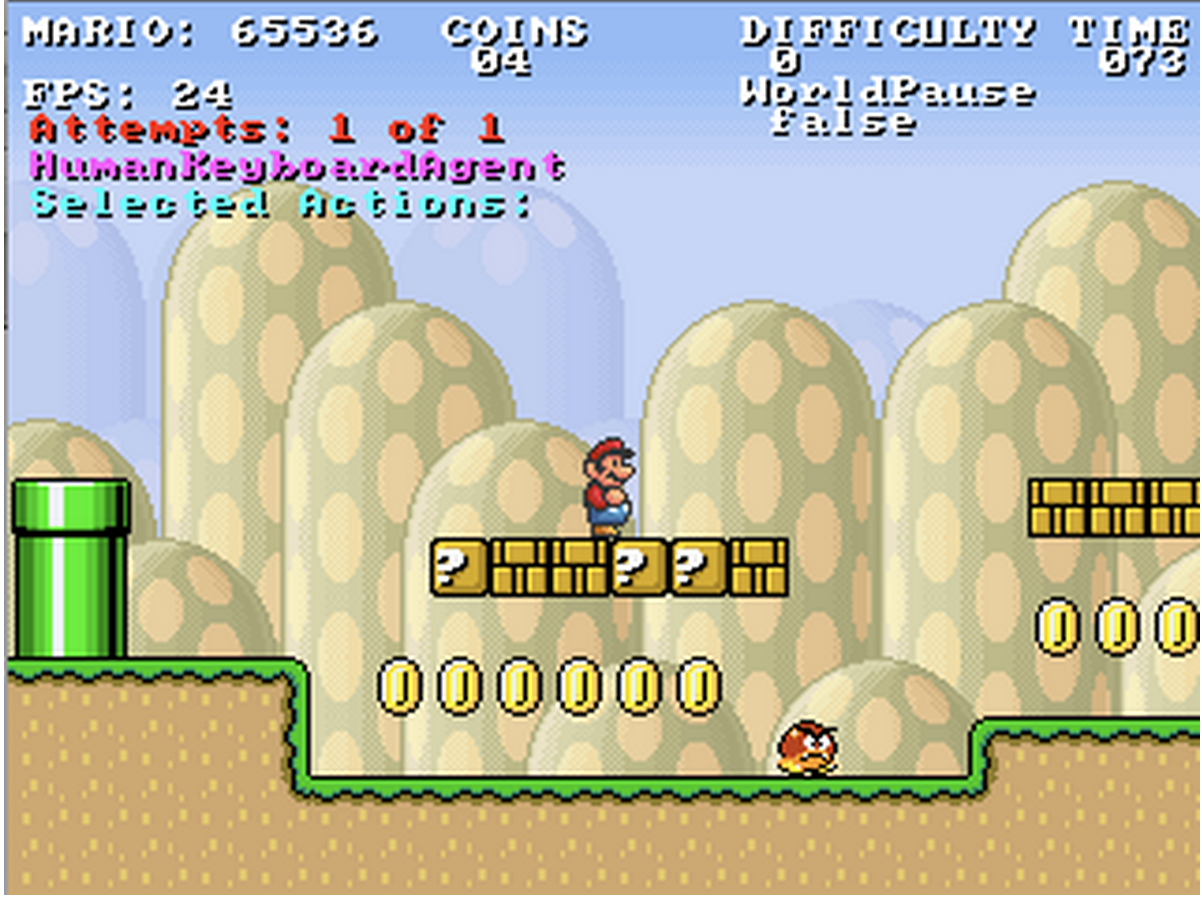 MARIO: 65536 COINS DIFFICULTY TIME
04 0 073
FPS: 24 WorldPause
Attempts: 1 of 1 false
HumanKeyboardAgent
Selected Actions:
? ? ?